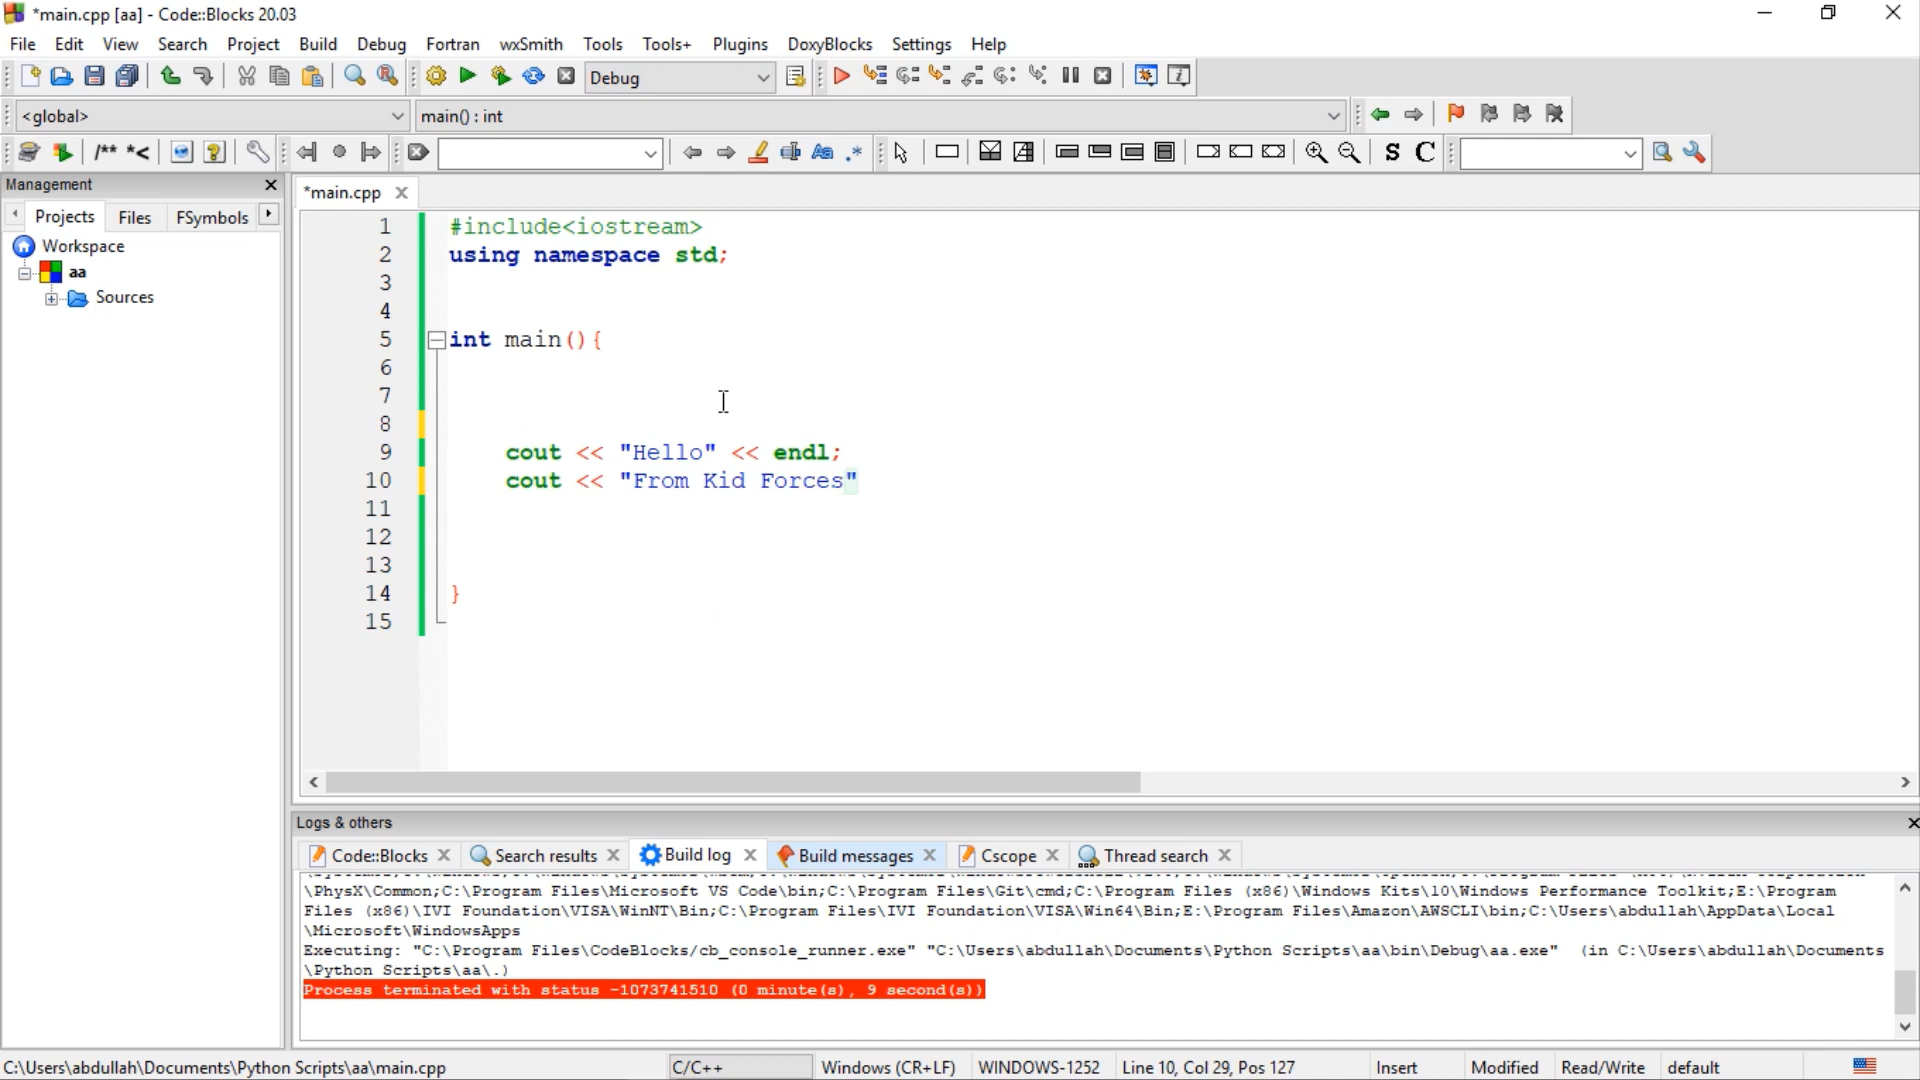 *main.cpp [aa] - Code::Blocks 20.03
File Edit View Search Project Build Debug Fortran wxSmith Tools Tools+ Plugins DoxyBlocks Settings Help
Debug
<global> main() : int
/** *< Aa .* S C
Management
Projects Files FSymbols
Workspace
aa
Sources
*main.cpp
1 #include<iostream>
2 using namespace std;
3
4
5 int main(){
6
7
8
9 cout << "Hello" << endl;
10 cout << "From Kid Forces"
11
12
13
14 }
15
Logs & others
Code::Blocks Search results Build log Build messages Cscope Thread search
\PhysX\Common;C:\Program Files\Microsoft VS Code\bin;C:\Program Files\Git\cmd;C:\Program Files (x86)\Windows Kits\10\Windows Performance Toolkit;E:\Program
Files (x86)\IVI Foundation\VISA\WinNT\Bin;C:\Program Files\IVI Foundation\VISA\Win64\Bin;E:\Program Files\Amazon\AWSCLI\bin;C:\Users\abdullah\AppData\Local
\Microsoft\WindowsApps
Executing: "C:\Program Files\CodeBlocks/cb_console_runner.exe" "C:\Users\abdullah\Documents\Python Scripts\aa\bin\Debug\aa.exe" (in C:\Users\abdullah\Documents
\Python Scripts\aa\.)
Process terminated with status -1073741510 (0 minute(s), 9 second(s))
C:\Users\abdullah\Documents\Python Scripts\aa\main.cpp C/C++ Windows (CR+LF) WINDOWS-1252 Line 10, Col 29, Pos 127 Insert Modified Read/Write default